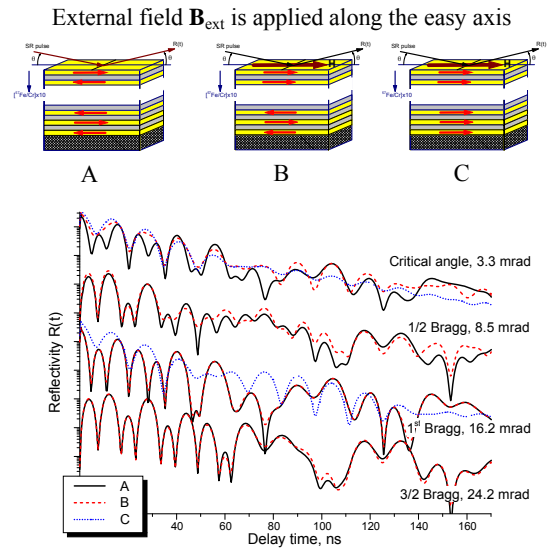 External field B_ext is applied along the easy axis
SR pulse
R(t)
θ
θ
[⁵⁷Fe/Cr]x10
A
SR pulse
R(t)
θ
θ
H
[⁵⁷Fe/Cr]x10
B
SR pulse
R(t)
θ
θ
H
[⁵⁷Fe/Cr]x10
C
Reflectivity R(t)
Critical angle, 3.3 mrad
1/2 Bragg, 8.5 mrad
1st Bragg, 16.2 mrad
3/2 Bragg, 24.2 mrad
A
B
C
40 60 80 100 120 140 160
Delay time, ns